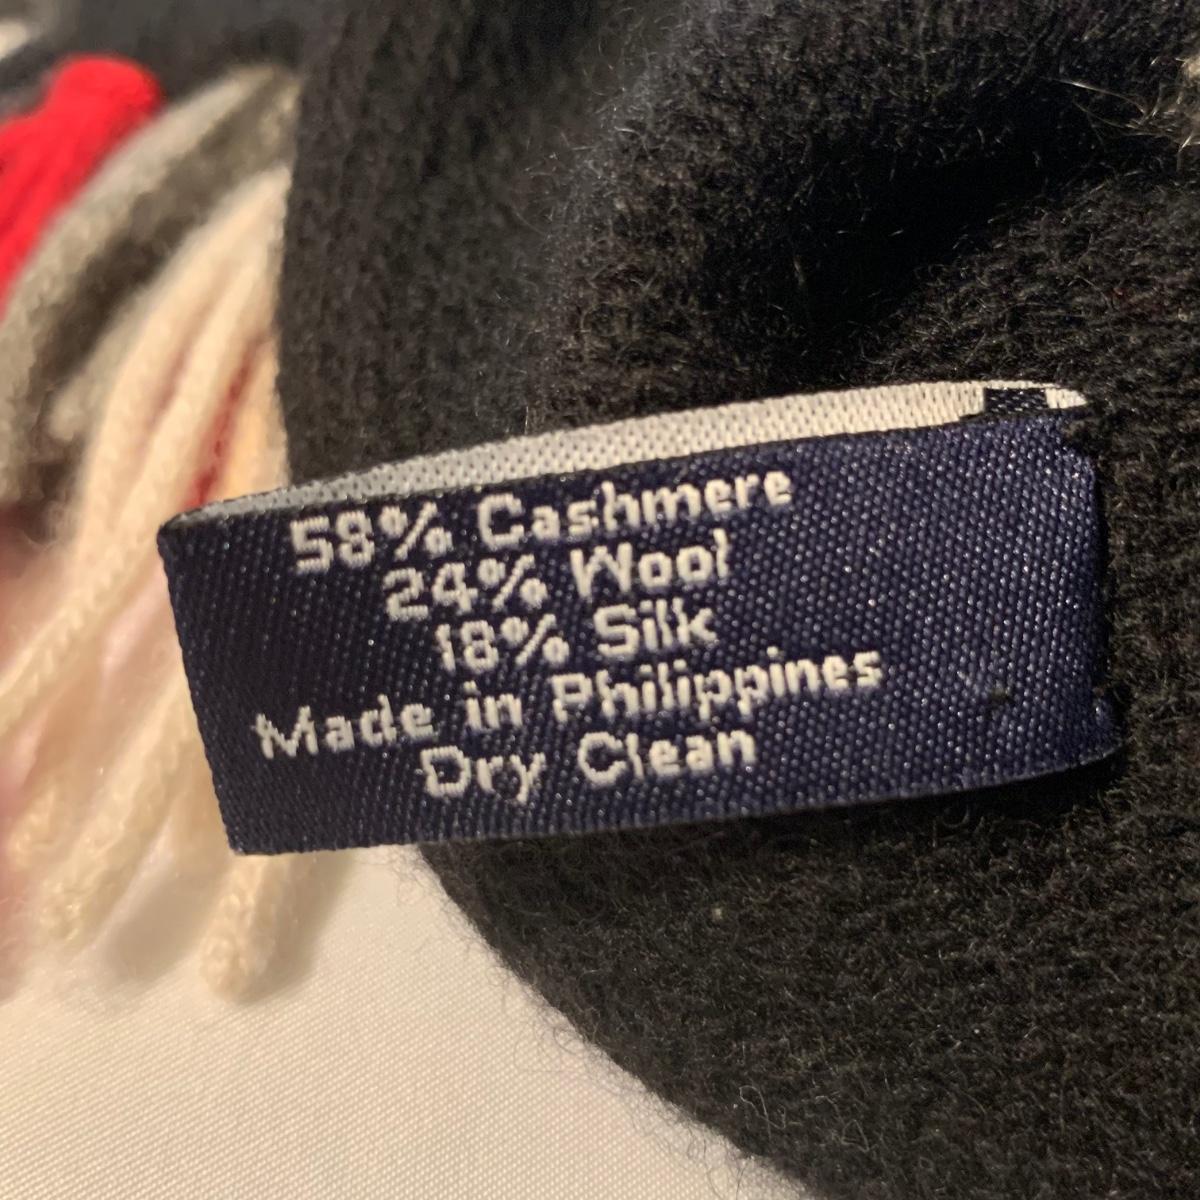 58% Cashmere
24% Wool
18% Silk
Made in Philippines
Dry Clean